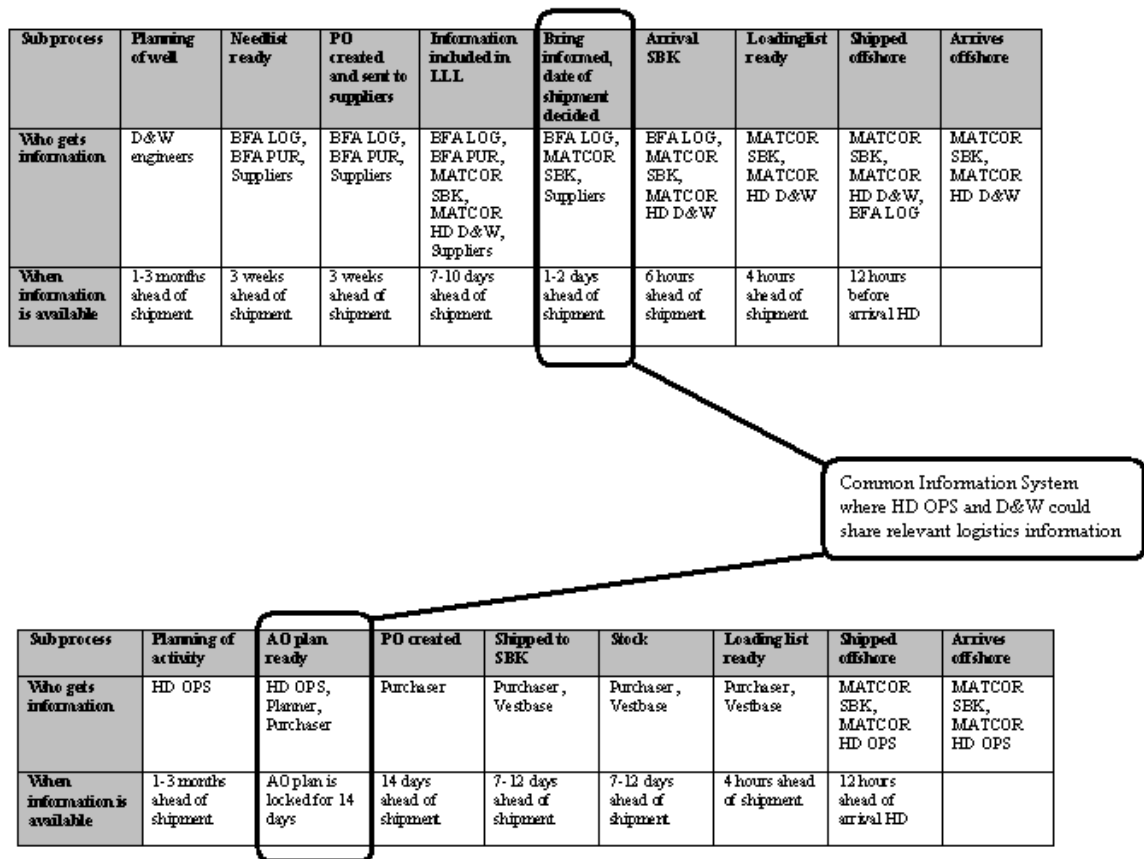 Sub process
Planning
of well
Needlist
ready
PO
created
and sent to
suppliers
Information
included in
LLL
Bring
informed,
date of
shipment
decided
Arrival
SBK
Loadinglist
ready
Shipped
offshore
Arrives
offshore
Who gets
information
D&W
engineers
BFA LOG,
BFA PUR,
Suppliers
BFA LOG,
BFA PUR,
Suppliers
BFA LOG,
BFA PUR,
MATCOR
SBK,
MATCOR
HD D&W,
Suppliers
BFA LOG,
MATCOR
SBK,
Suppliers
BFA LOG,
MATCOR
SBK,
MATCOR
HD D&W
MATCOR
SBK,
MATCOR
HD D&W
MATCOR
SBK,
MATCOR
HD D&W,
BFA LOG
MATCOR
SBK,
MATCOR
HD D&W
When
information
is available
1-3 months
ahead of
shipment
3 weeks
ahead of
shipment
3 weeks
ahead of
shipment
7-10 days
ahead of
shipment
1-2 days
ahead of
shipment
6 hours
ahead of
shipment
4 hours
ahead of
shipment
12 hours
before
arrival HD
Common Information System
where HD OPS and D&W could
share relevant logistics information
Sub process
Planning of
activity
AO plan
ready
PO created
Shipped to
SBK
Stock
Loading list
ready
Shipped
offshore
Arrives
offshore
Who gets
information
HD OPS
HD OPS,
Planner,
Purchaser
Purchaser
Purchaser,
Vestbase
Purchaser,
Vestbase
Purchaser,
Vestbase
MATCOR
SBK,
MATCOR
HD OPS
MATCOR
SBK,
MATCOR
HD OPS
When
information is
available
1-3 months
ahead of
shipment
AO plan is
locked for 14
days
14 days
ahead of
shipment
7-12 days
ahead of
shipment
7-12 days
ahead of
shipment
4 hours ahead
of shipment
12 hours
ahead of
arrival HD